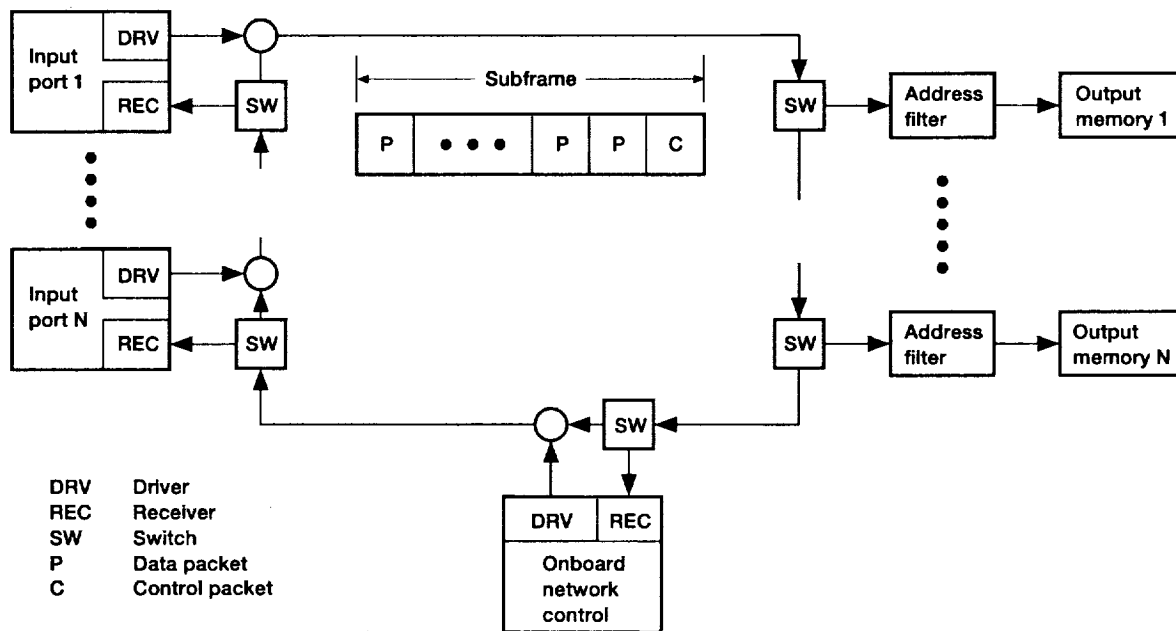 Input
port 1
DRV
REC
SW
Subframe
P
P
P
C
SW
Address
filter
Output
memory 1
Input
port N
DRV
REC
SW
SW
Address
filter
Output
memory N
SW
DRV
REC
Onboard
network
control
DRV Driver
REC Receiver
SW Switch
P Data packet
C Control packet